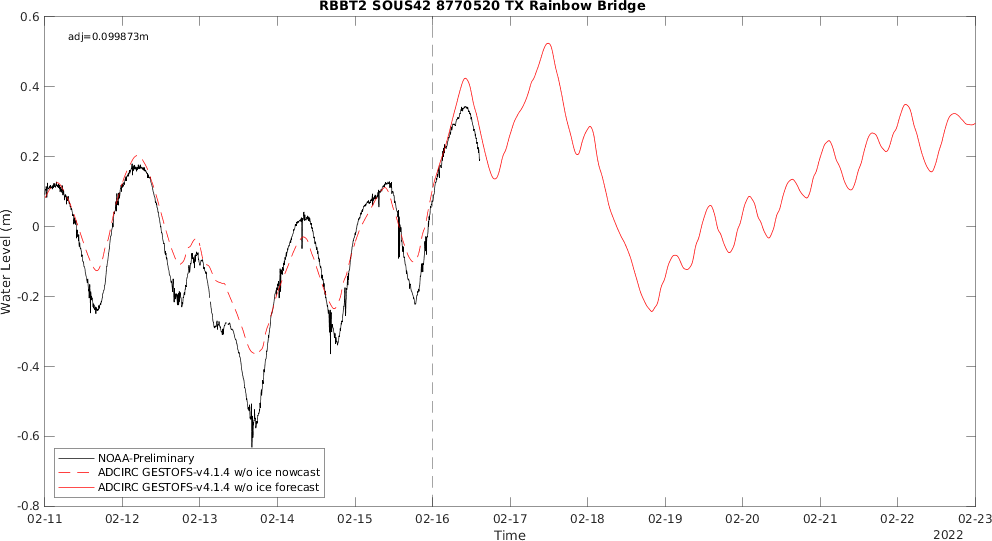 RBBT2 SOUS42 8770520 TX Rainbow Bridge
adj=0.099873m
0.6
0.4
0.2
0
-0.2
-0.4
-0.6
-0.8
Water Level (m)
NOAA-Preliminary
ADCIRC GESTOFS-v4.1.4 w/o ice nowcast
ADCIRC GESTOFS-v4.1.4 w/o ice forecast
02-11 02-12 02-13 02-14 02-15 02-16 02-17 02-18 02-19 02-20 02-21 02-22 02-23
Time
2022